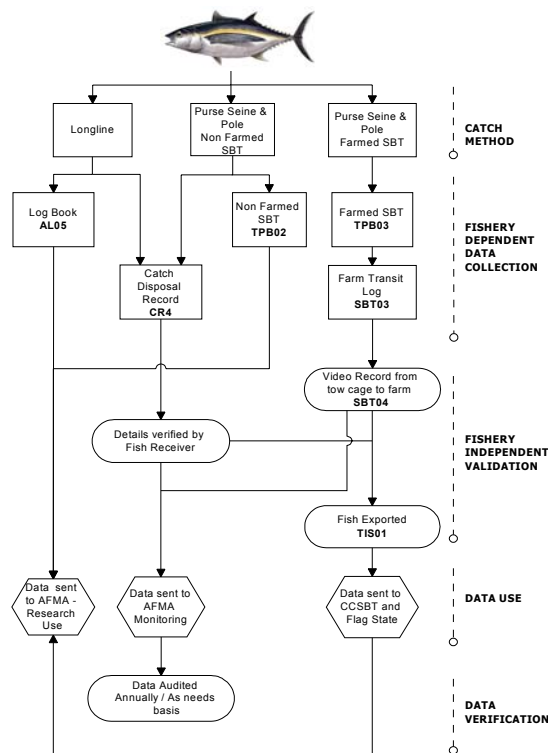 Longline
Purse Seine &
Pole
Non Farmed
SBT
Purse Seine &
Pole
Farmed SBT
CATCH
METHOD
Log Book
AL05
Non Farmed
SBT
TPB02
Farmed SBT
TPB03
FISHERY
DEPENDENT
DATA
COLLECTION
Catch
Disposal
Record
CR4
Farm Transit
Log
SBT03
Video Record from
tow cage to farm
SBT04
Details verified by
Fish Receiver
FISHERY
INDEPENDENT
VALIDATION
Fish Exported
TIS01
Data sent
to AFMA -
Research
Use
Data sent to
AFMA
Monitoring
Data sent to
CCSBT and
Flag State
DATA USE
Data Audited
Annually / As needs
basis
DATA
VERIFICATION